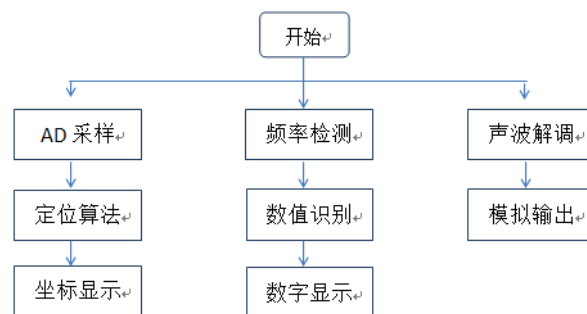 开始
AD 采样
频率检测
声波解调
定位算法
数值识别
模拟输出
坐标显示
数字显示